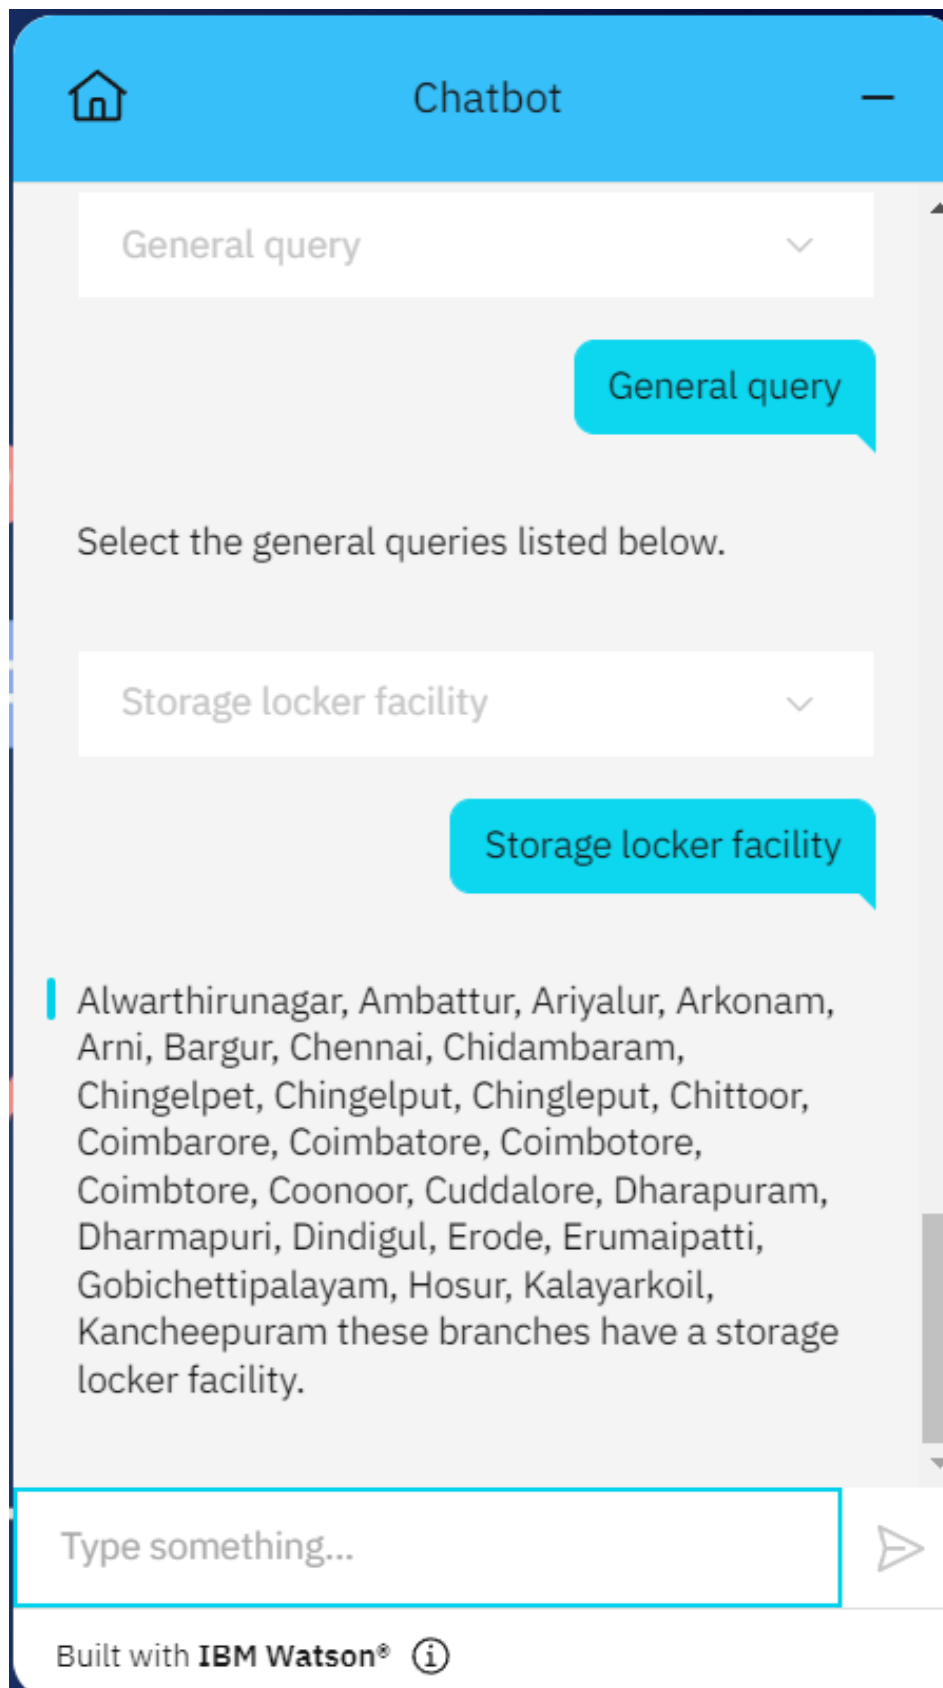 Chatbot
General query
General query
Select the general queries listed below.
Storage locker facility
Storage locker facility
Alwarthirunagar, Ambattur, Ariyalur, Arkonam,
Arni, Bargur, Chennai, Chidambaram,
Chingelpet, Chingelput, Chingleput, Chittoor,
Coimbarore, Coimbatore, Coimbotore,
Coimbtore, Coonoor, Cuddalore, Dharapuram,
Dharmapuri, Dindigul, Erode, Erumaipatti,
Gobichettipalayam, Hosur, Kalayarkoil,
Kancheepuram these branches have a storage
locker facility.
Type something...
Built with IBM Watson®